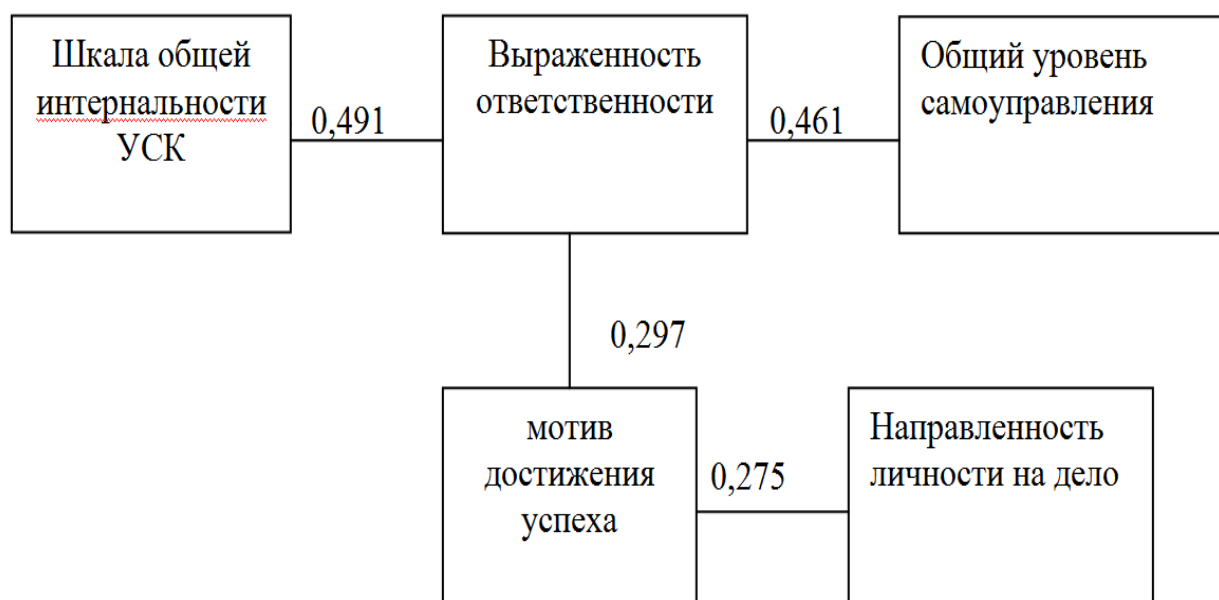 Шкала общей
интернальности
УСК
0,491
Выраженность
ответственности
0,461
Общий уровень
самоуправления
0,297
мотив
достижения
успеха
0,275
Направленность
личности на дело